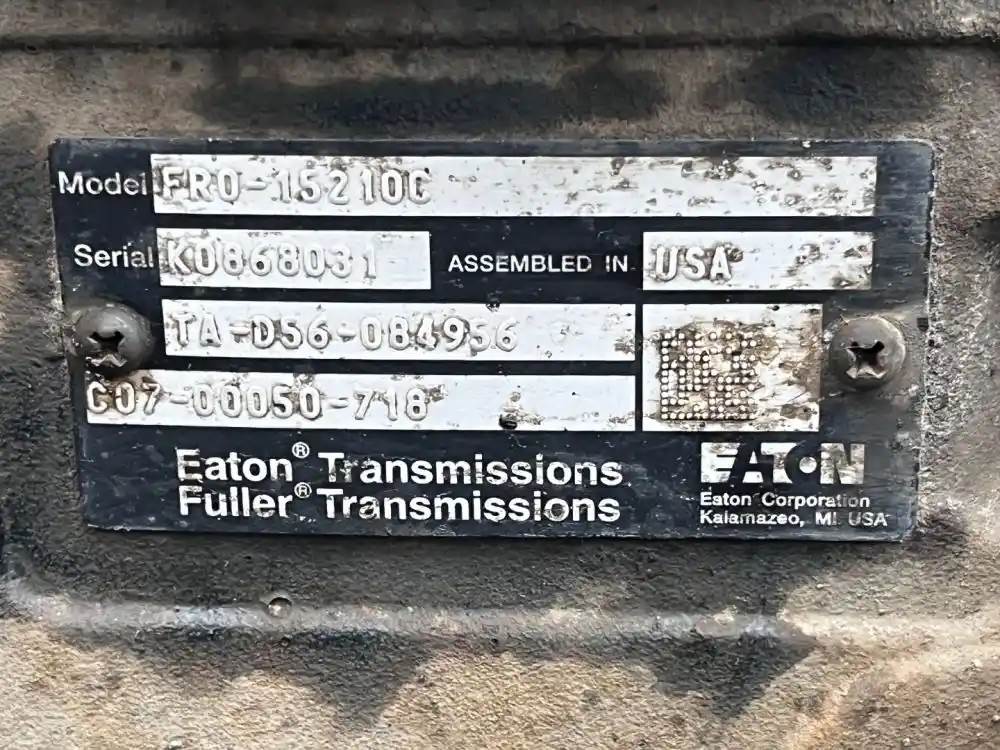 Model FRO-15210C
Serial K0868031 ASSEMBLED IN USA
TA-D56-084956
C07-00050-718
Eaton® Transmissions
Fuller® Transmissions
EATON
Eaton Corporation
Kalamazoo, MI USA